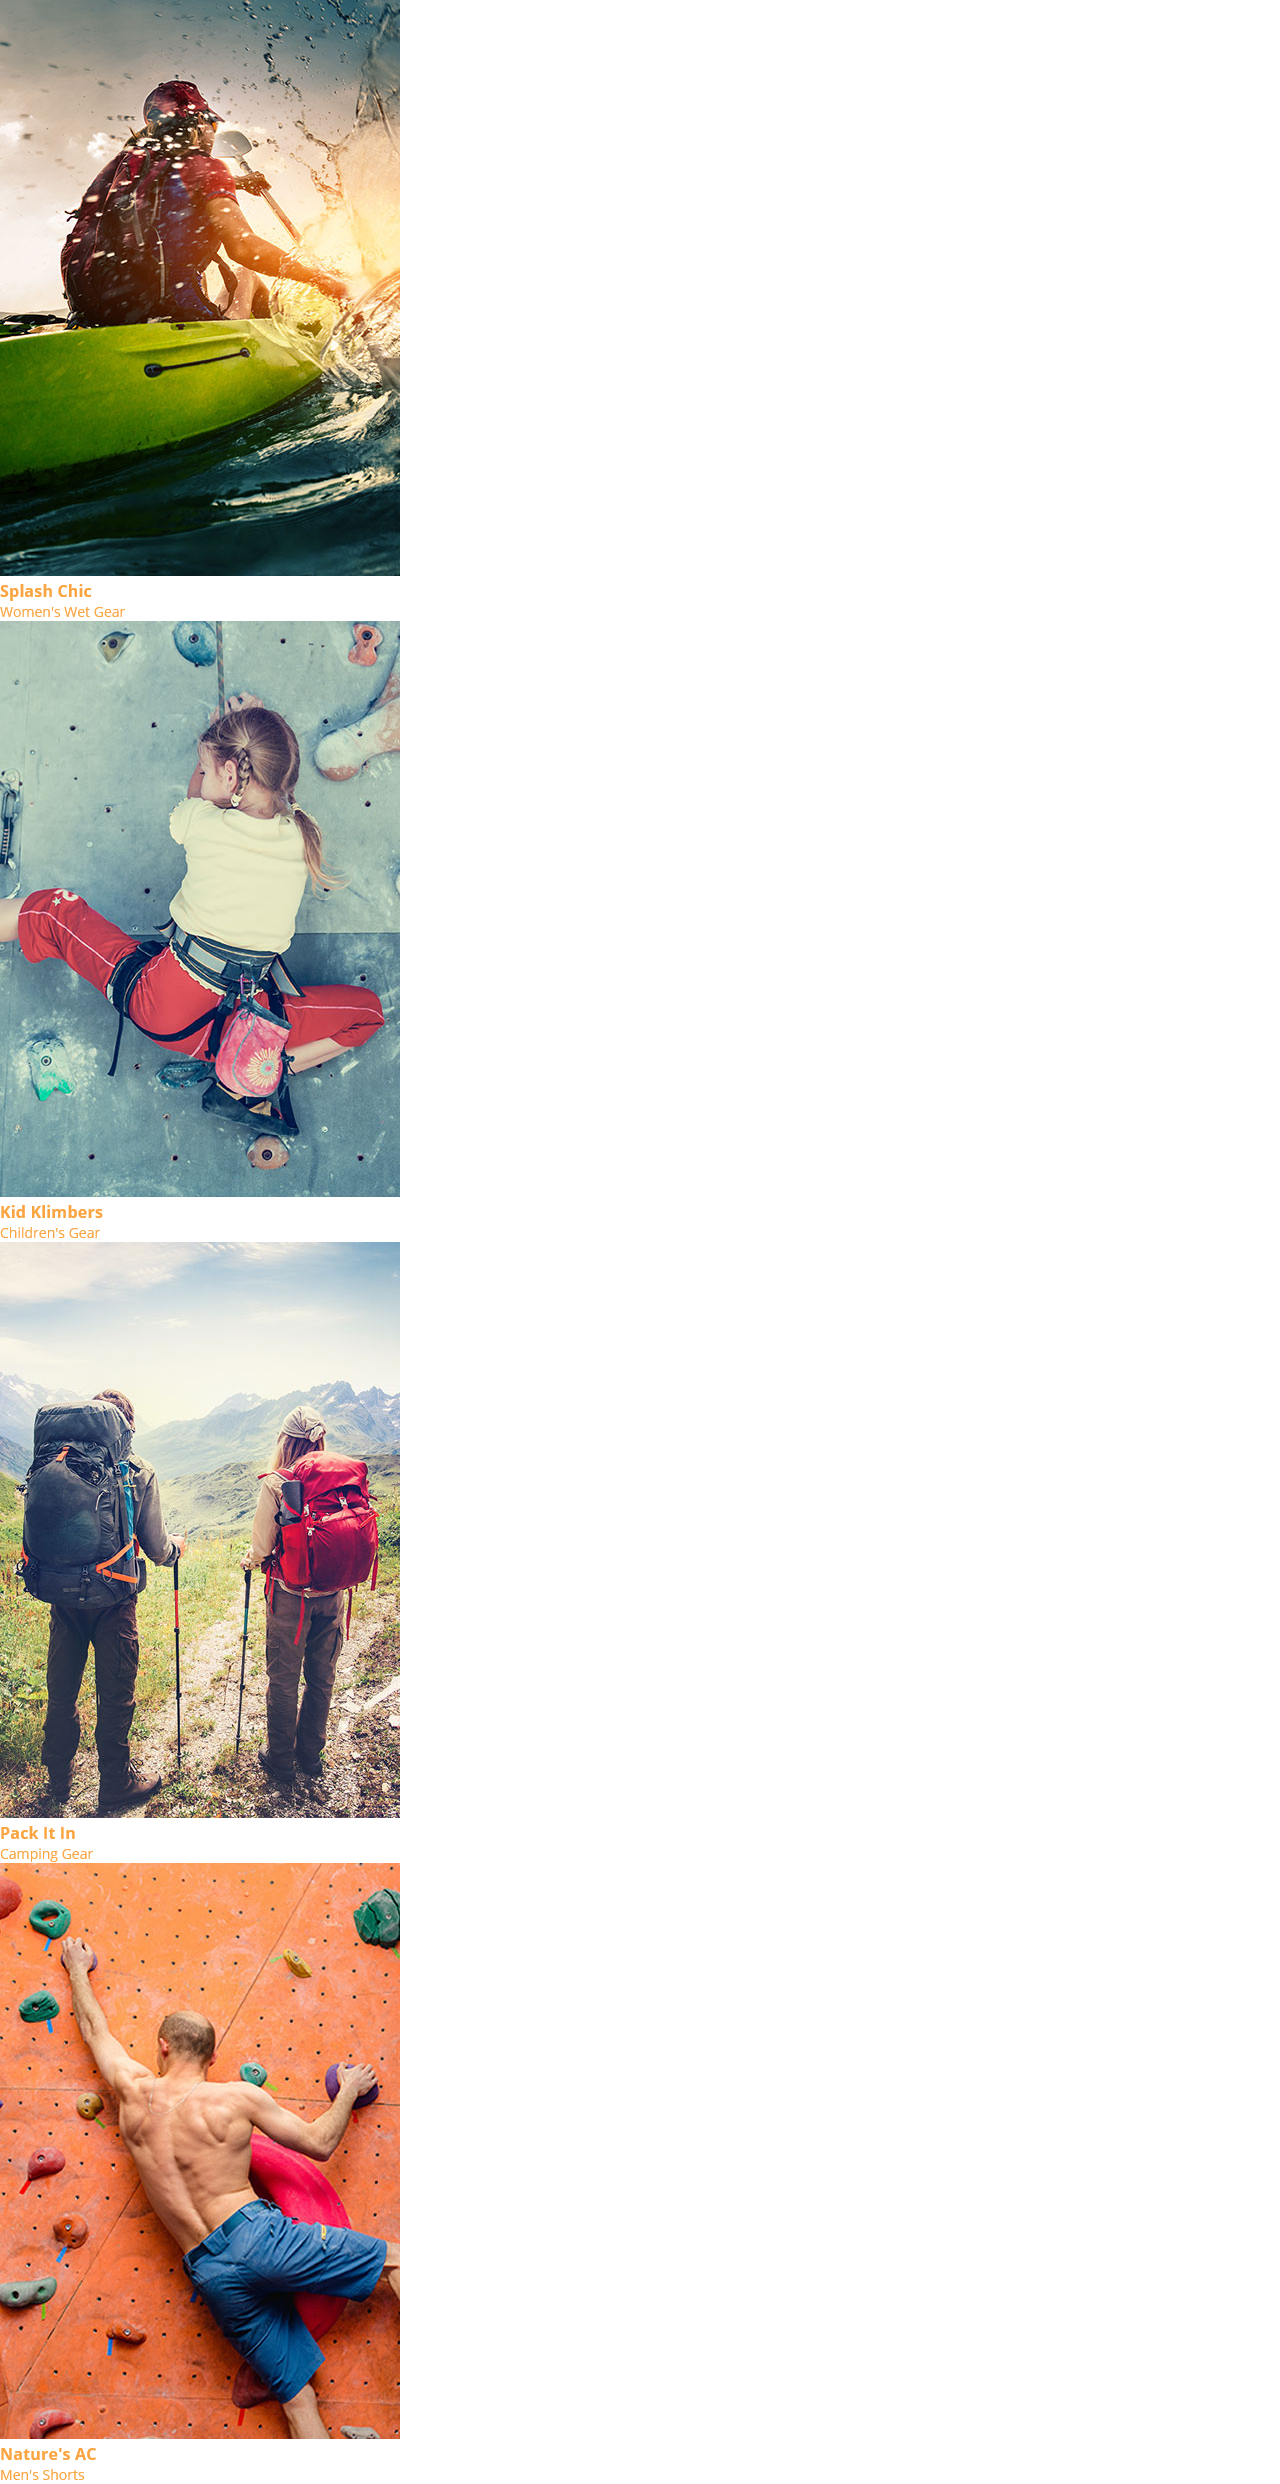 Splash Chic
Women's Wet Gear
Kid Klimbers
Children's Gear
Pack It In
Camping Gear
Nature's AC
Men's Shorts